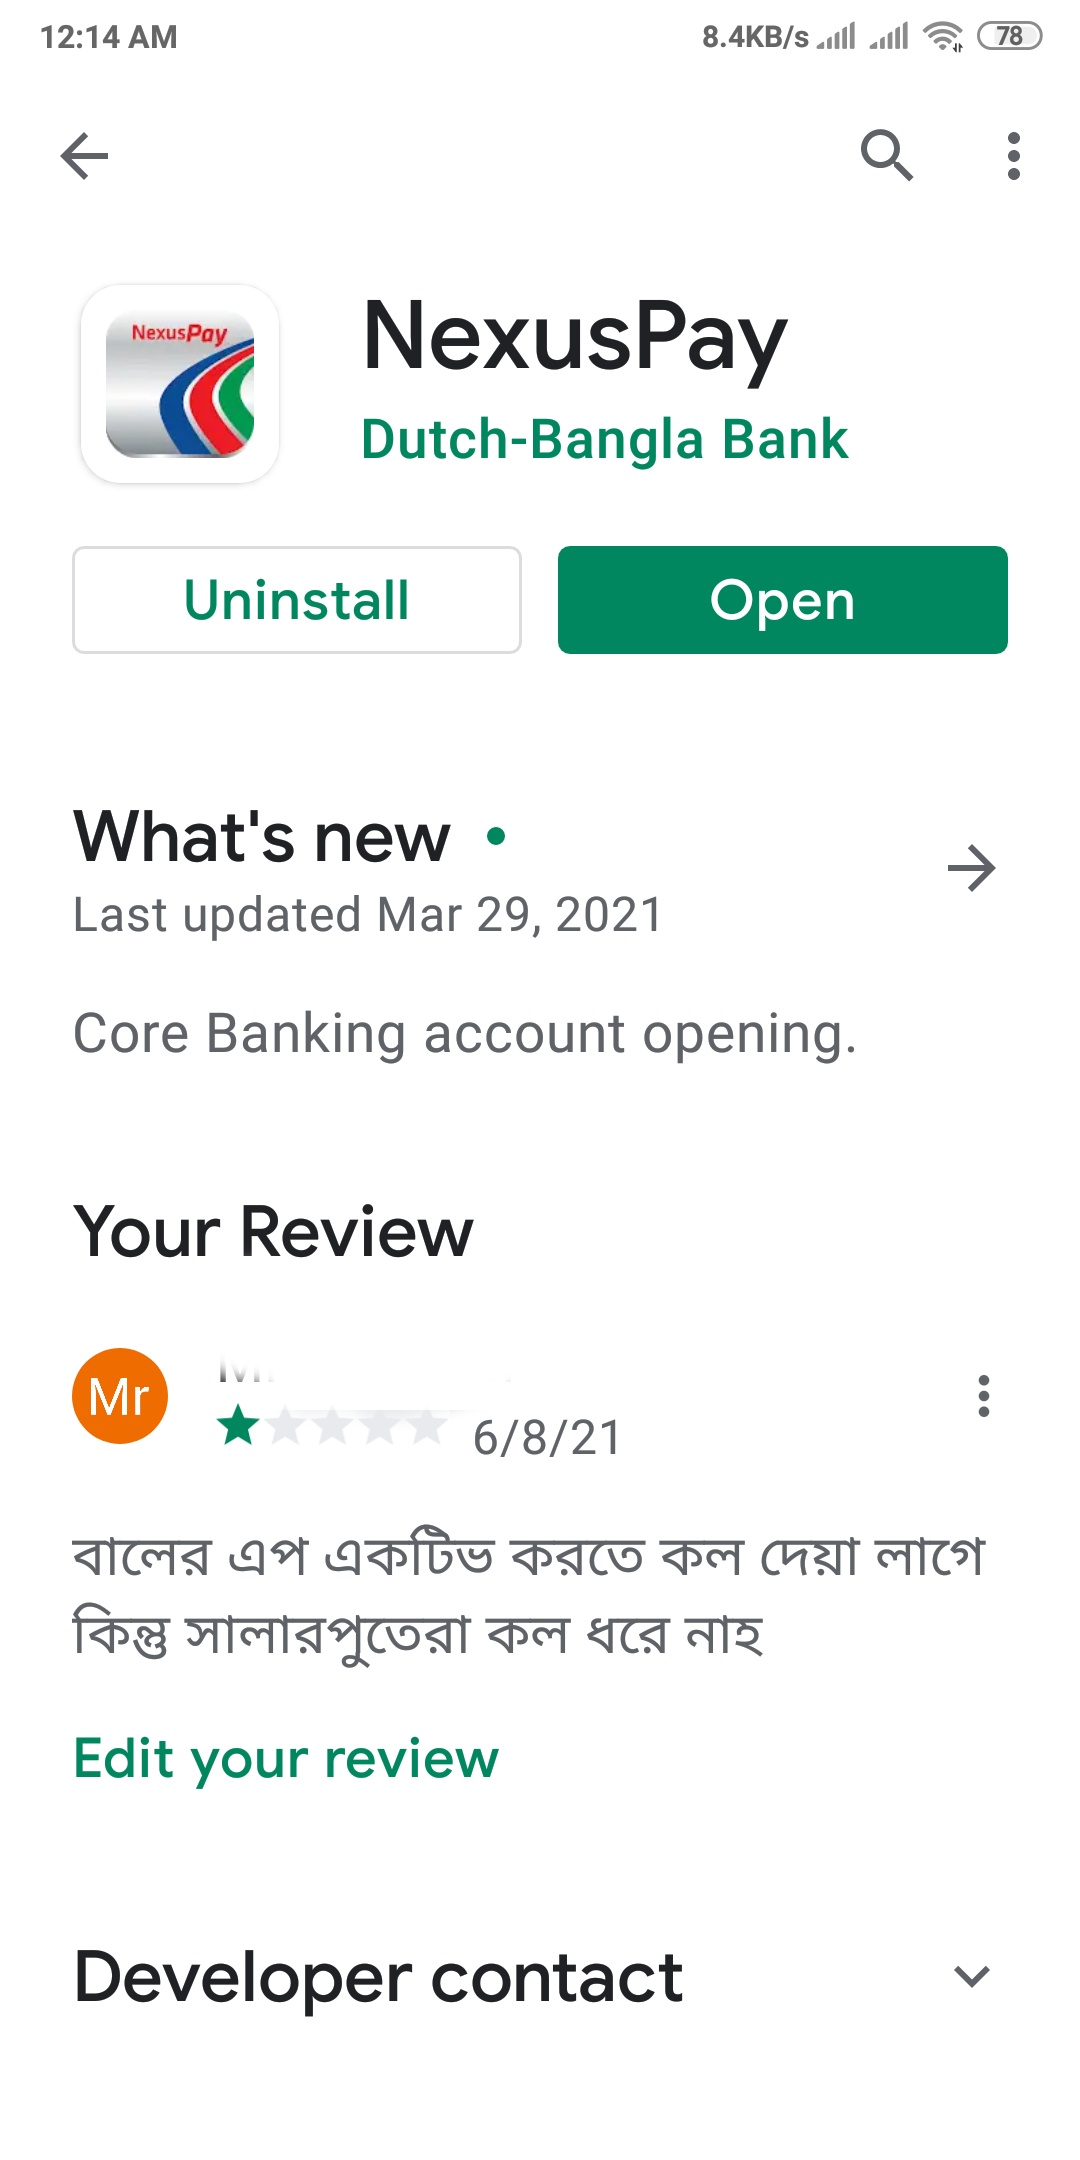 12:14 AM 8.4KB/s 78
NexusPay
NexusPay
Dutch-Bangla Bank
Uninstall Open
What's new
Last updated Mar 29, 2021
Core Banking account opening.
Your Review
Mr
6/8/21
বালের এপ একটিভ করতে কল দেয়া লাগে
কিন্তু সালারপুতেরা কল ধরে নাহ
Edit your review
Developer contact